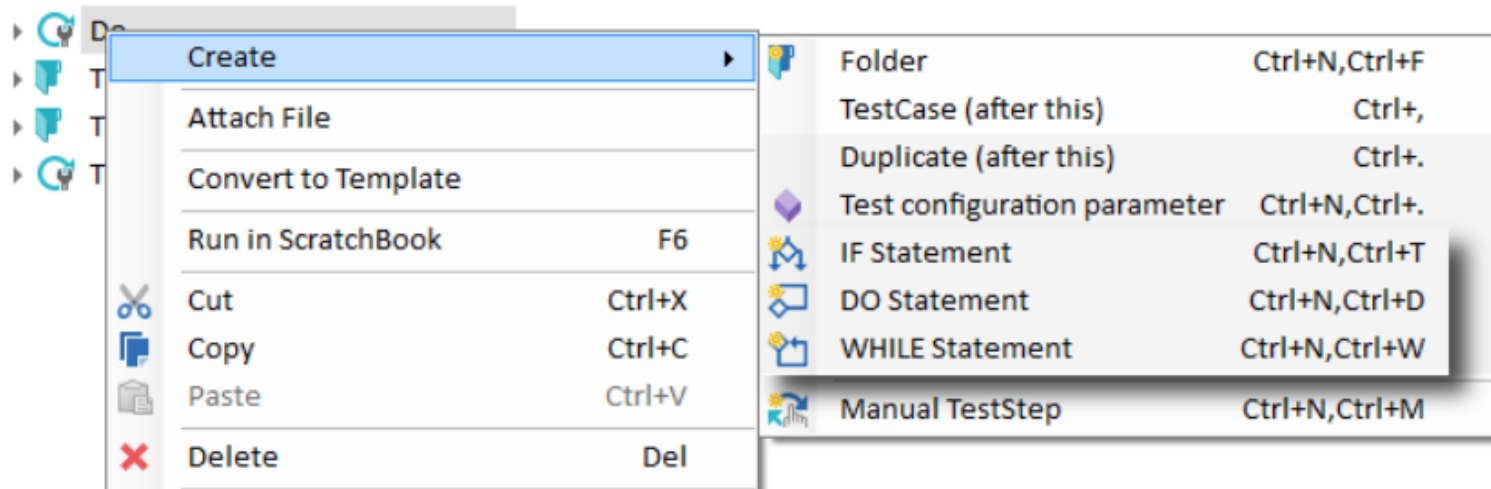 Do
T
T
T
Create
Attach File
Convert to Template
Run in ScratchBook F6
Cut Ctrl+X
Copy Ctrl+C
Paste Ctrl+V
Delete Del
Folder Ctrl+N,Ctrl+F
TestCase (after this) Ctrl+,
Duplicate (after this) Ctrl+.
Test configuration parameter Ctrl+N,Ctrl+.
IF Statement Ctrl+N,Ctrl+T
DO Statement Ctrl+N,Ctrl+D
WHILE Statement Ctrl+N,Ctrl+W
Manual TestStep Ctrl+N,Ctrl+M